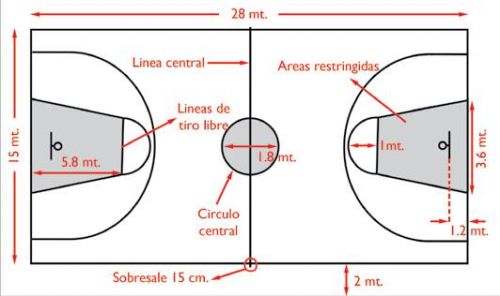 28 mt.
Linea central
Areas restringidas
Lineas de
tiro libre
15 mt.
1mt.
3.6 mt.
5.8 mt.
1.8 mt.
Circulo
central
1.2 mt.
Sobresale 15 cm.
2 mt.